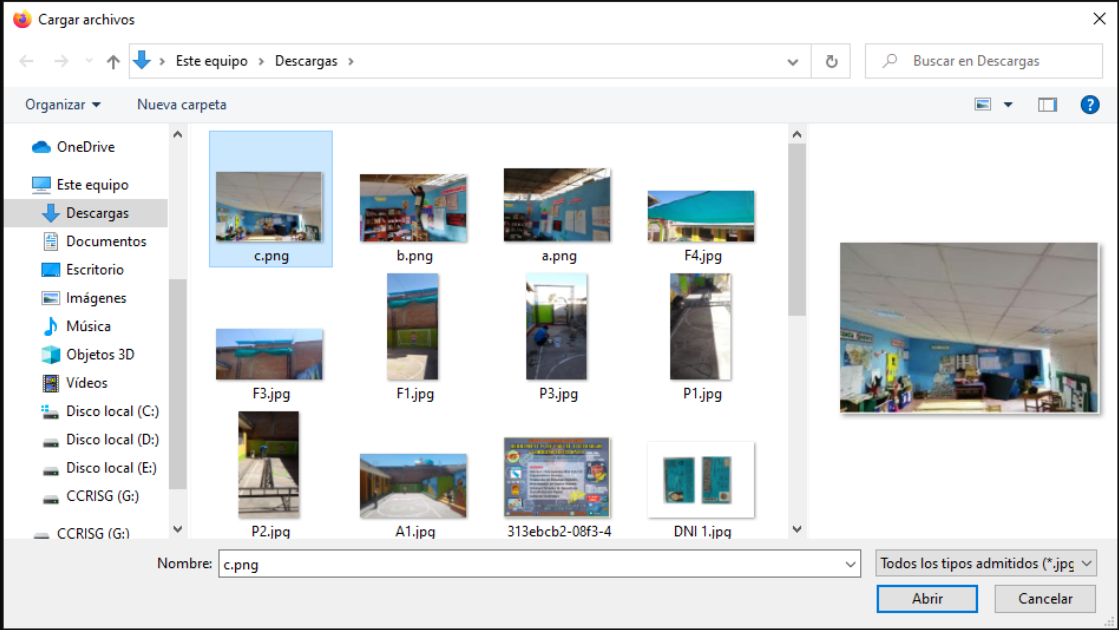 Cargar archivos
Este equipo > Descargas >
Buscar en Descargas
Organizar
Nueva carpeta
?
OneDrive
Este equipo
Descargas
Documentos
Escritorio
Imágenes
Música
Objetos 3D
Vídeos
Disco local (C:)
Disco local (D:)
Disco local (E:)
CCRISG (G:)
CCRISG (G:)
c.png
b.png
a.png
F4.jpg
F3.jpg
F1.jpg
P3.jpg
P1.jpg
P2.jpg
A1.jpg
313ebcb2-08f3-4
DNI 1.jpg
Nombre:
c.png
Todos los tipos admitidos (*.jpg
Abrir
Cancelar